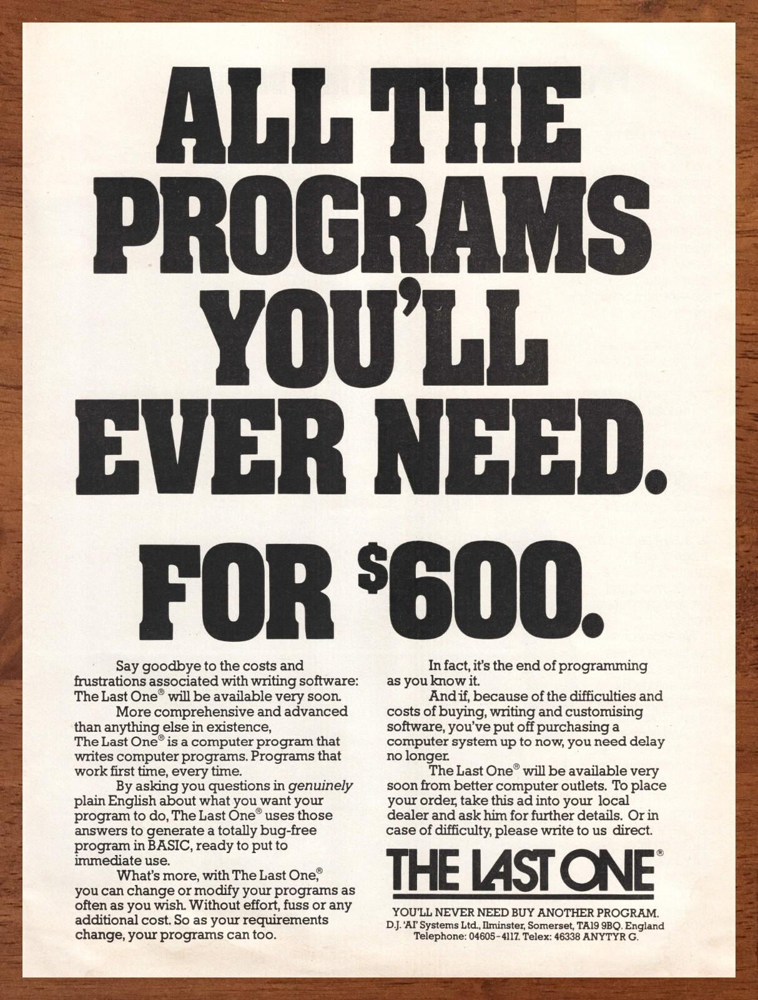 ALL THE
PROGRAMS
YOU'LL
EVER NEED.
FOR $600.
Say goodbye to the costs and
frustrations associated with writing software:
The Last One® will be available very soon.
More comprehensive and advanced
than anything else in existence,
The Last One® is a computer program that
writes computer programs. Programs that
work first time, every time.
By asking you questions in genuinely
plain English about what you want your
program to do, The Last One® uses those
answers to generate a totally bug-free
program in BASIC, ready to put to
immediate use.
What's more, with The Last One,®
you can change or modify your programs as
often as you wish. Without effort, fuss or any
additional cost. So as your requirements
change, your programs can too.
In fact, it's the end of programming
as you know it.
And if, because of the difficulties and
costs of buying, writing and customising
software, you've put off purchasing a
computer system up to now, you need delay
no longer.
The Last One® will be available very
soon from better computer outlets. To place
your order, take this ad into your local
dealer and ask him for further details. Or in
case of difficulty, please write to us direct.
THE LAST ONE®
YOU'LL NEVER NEED BUY ANOTHER PROGRAM.
D.J. 'AI' Systems Ltd., Ilminster, Somerset, TA19 9BQ. England
Telephone: 04605-4117. Telex: 46338 ANYTYR G.